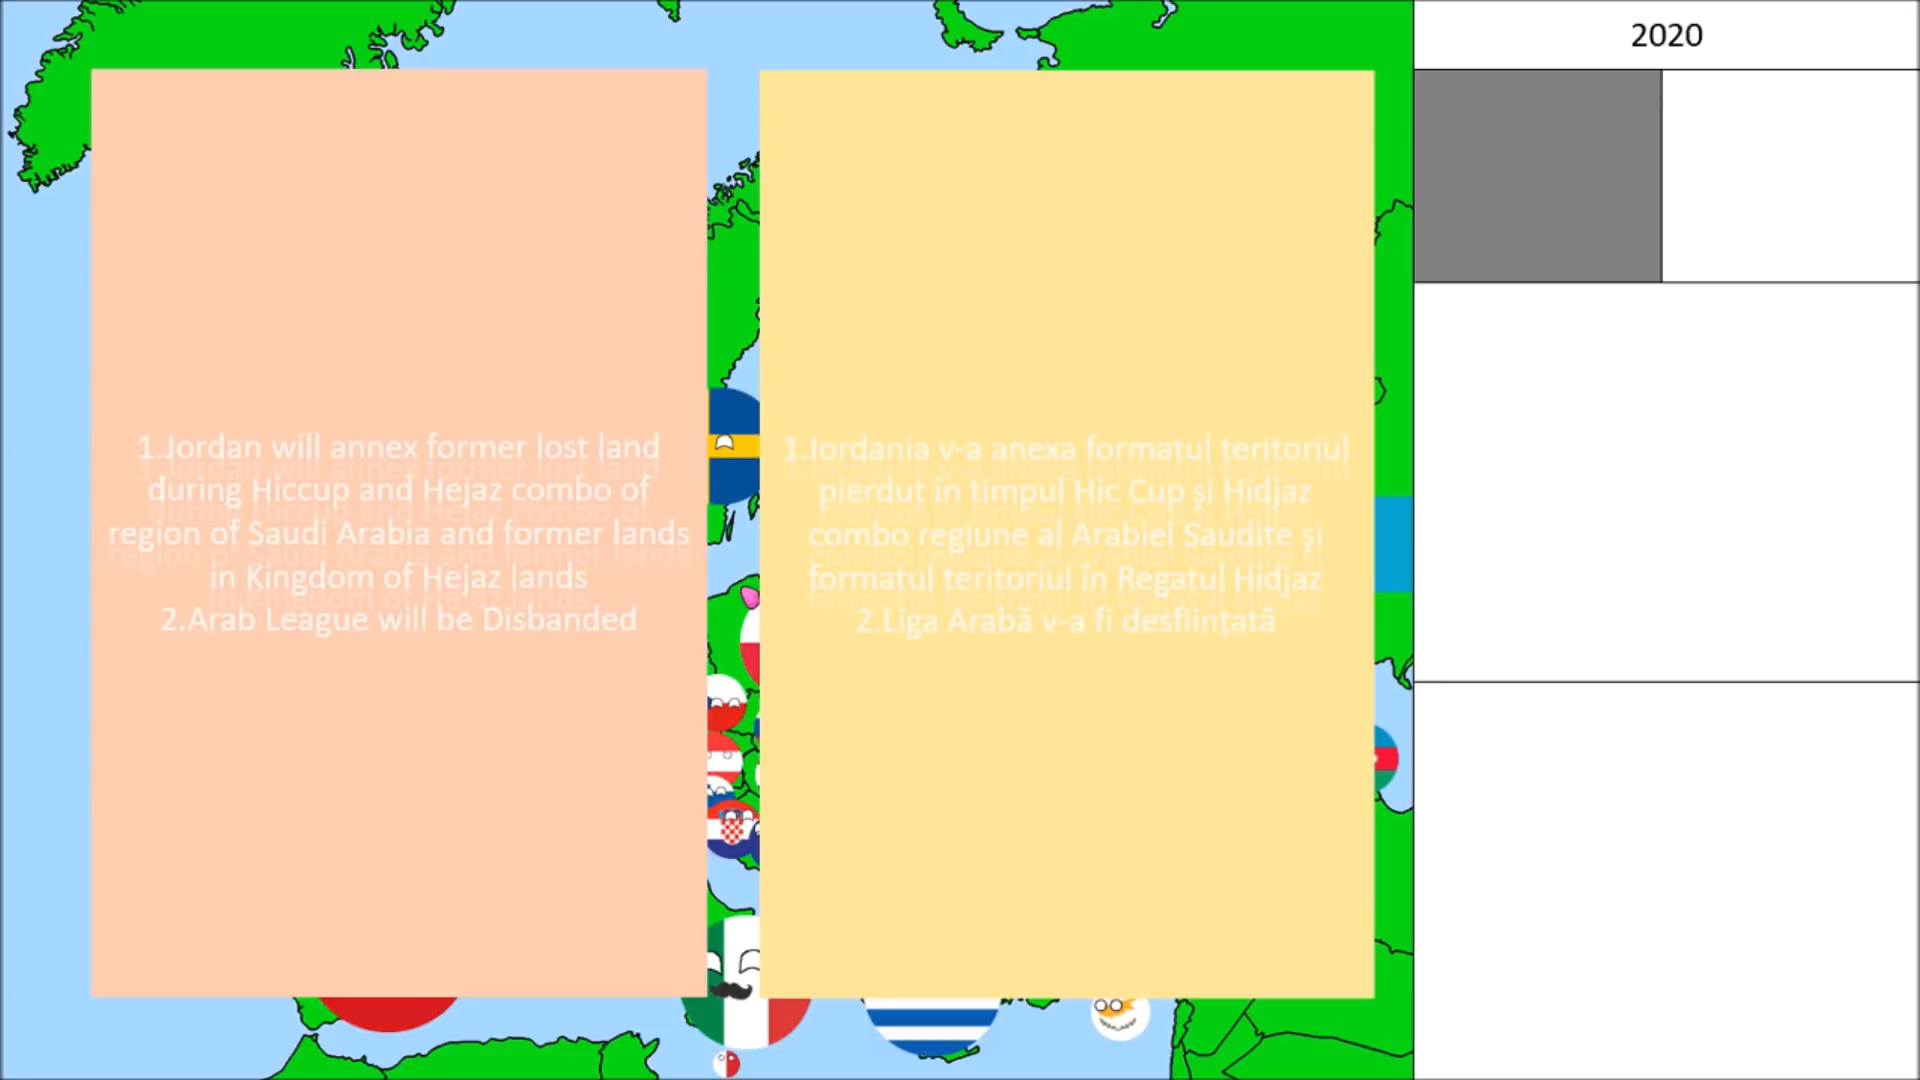 2020
1.Jordan will annex former lost land
during Hiccup and Hejaz combo of
region of Saudi Arabia and former lands
in Kingdom of Hejaz lands
2.Arab League will be Disbanded
1.Iordania v-a anexa formatul teritoriul
pierdut în timpul Hic Cup și Hidjaz
combo regiune al Arabiei Saudite și
formatul teritoriul în Regatul Hidjaz
2.Liga Arabă v-a fi desființată